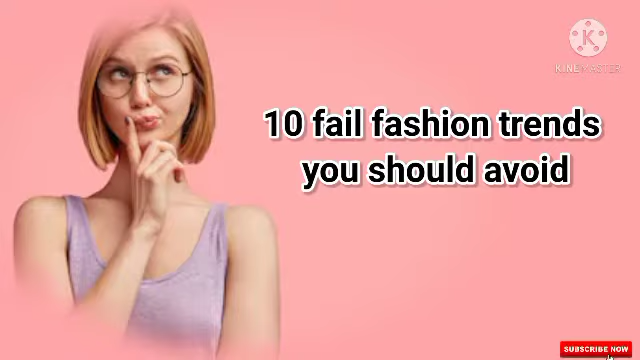 KINEMASTER
10 fail fashion trends
you should avoid
SUBSCRIBE NOW